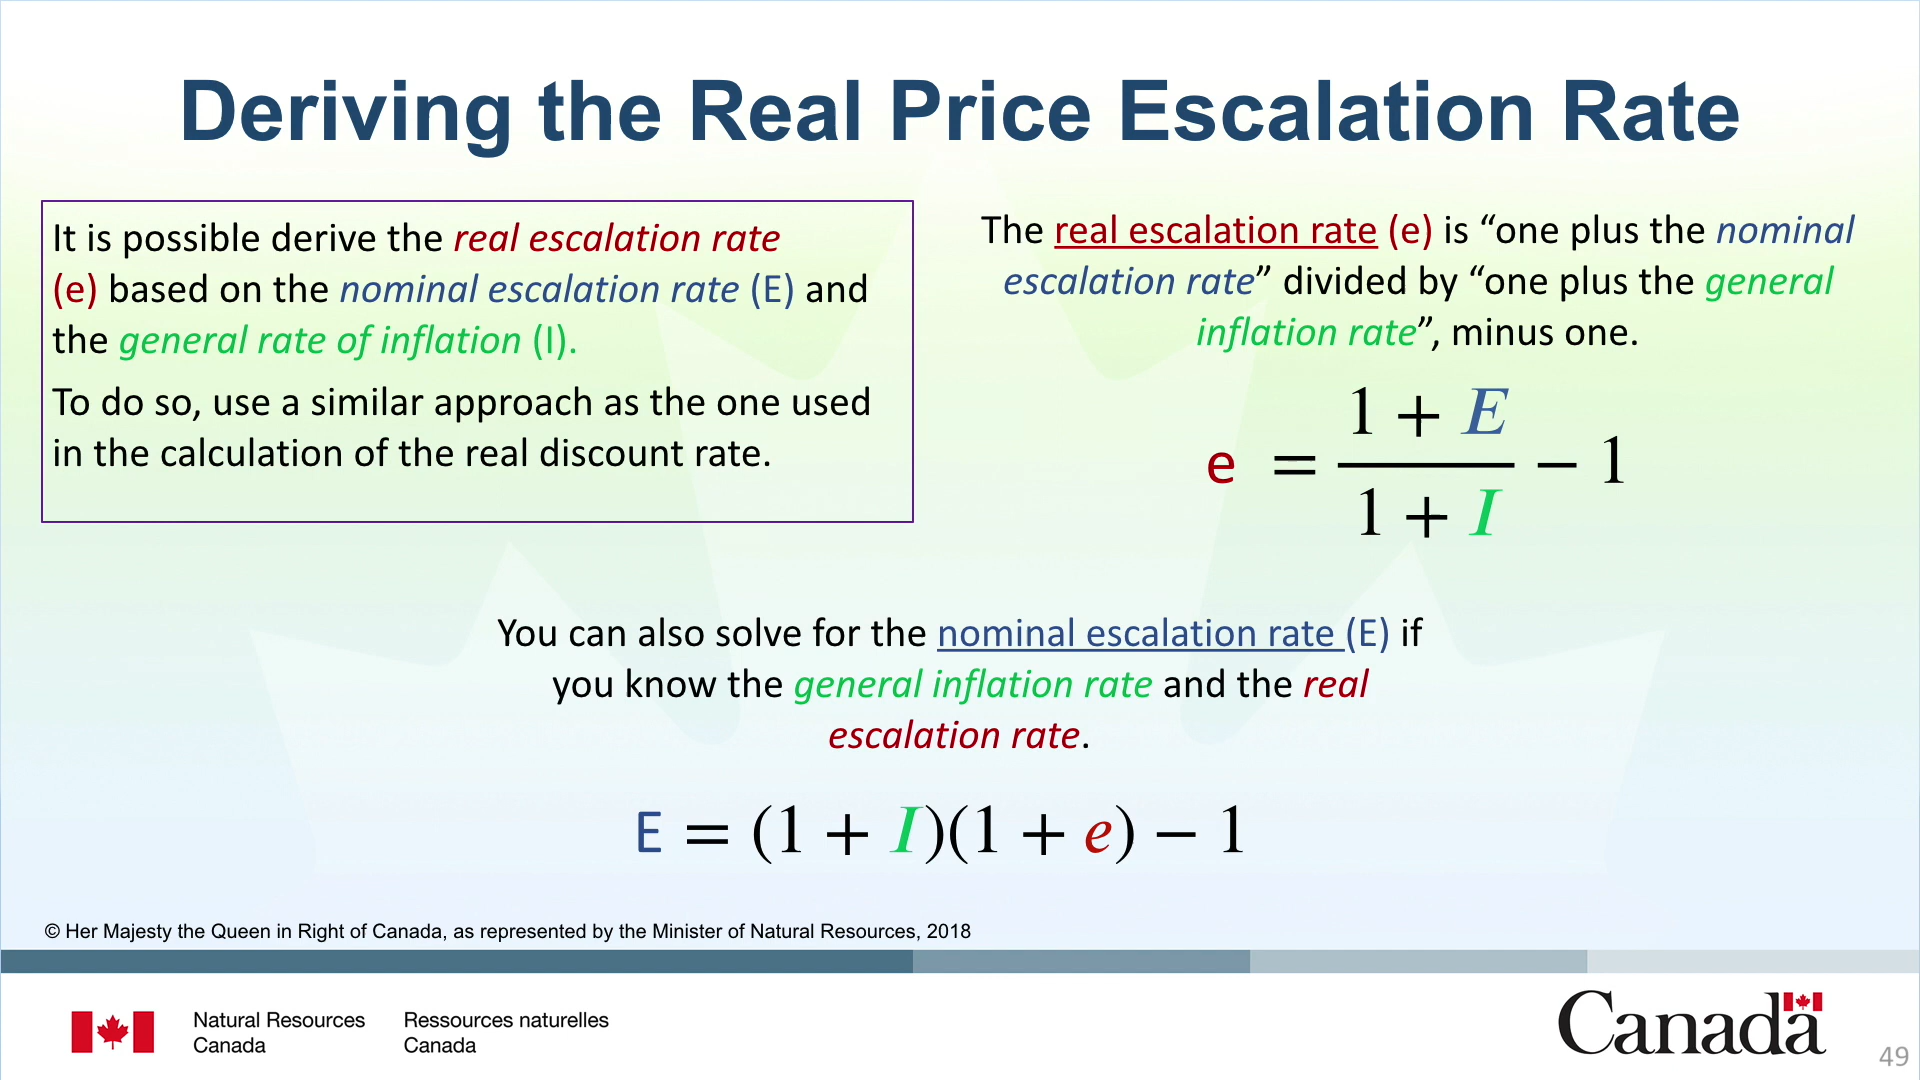 Deriving the Real Price Escalation Rate
It is possible derive the real escalation rate
(e) based on the nominal escalation rate (E) and
the general rate of inflation (I).
To do so, use a similar approach as the one used
in the calculation of the real discount rate.
The real escalation rate (e) is “one plus the nominal
escalation rate” divided by “one plus the general
inflation rate”, minus one.
e = (1 + E) / (1 + I) − 1
You can also solve for the nominal escalation rate (E) if
you know the general inflation rate and the real
escalation rate.
E = (1 + I)(1 + e) − 1
© Her Majesty the Queen in Right of Canada, as represented by the Minister of Natural Resources, 2018
Natural Resources
Canada
Ressources naturelles
Canada
Canada
49